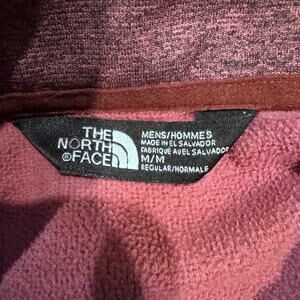 THE
NORTH
®FACE
MENS/HOMMES
MADE IN EL SALVADOR
FABRIQUÉ AU EL SALVADOR
M/M
REGULAR/NORMALE